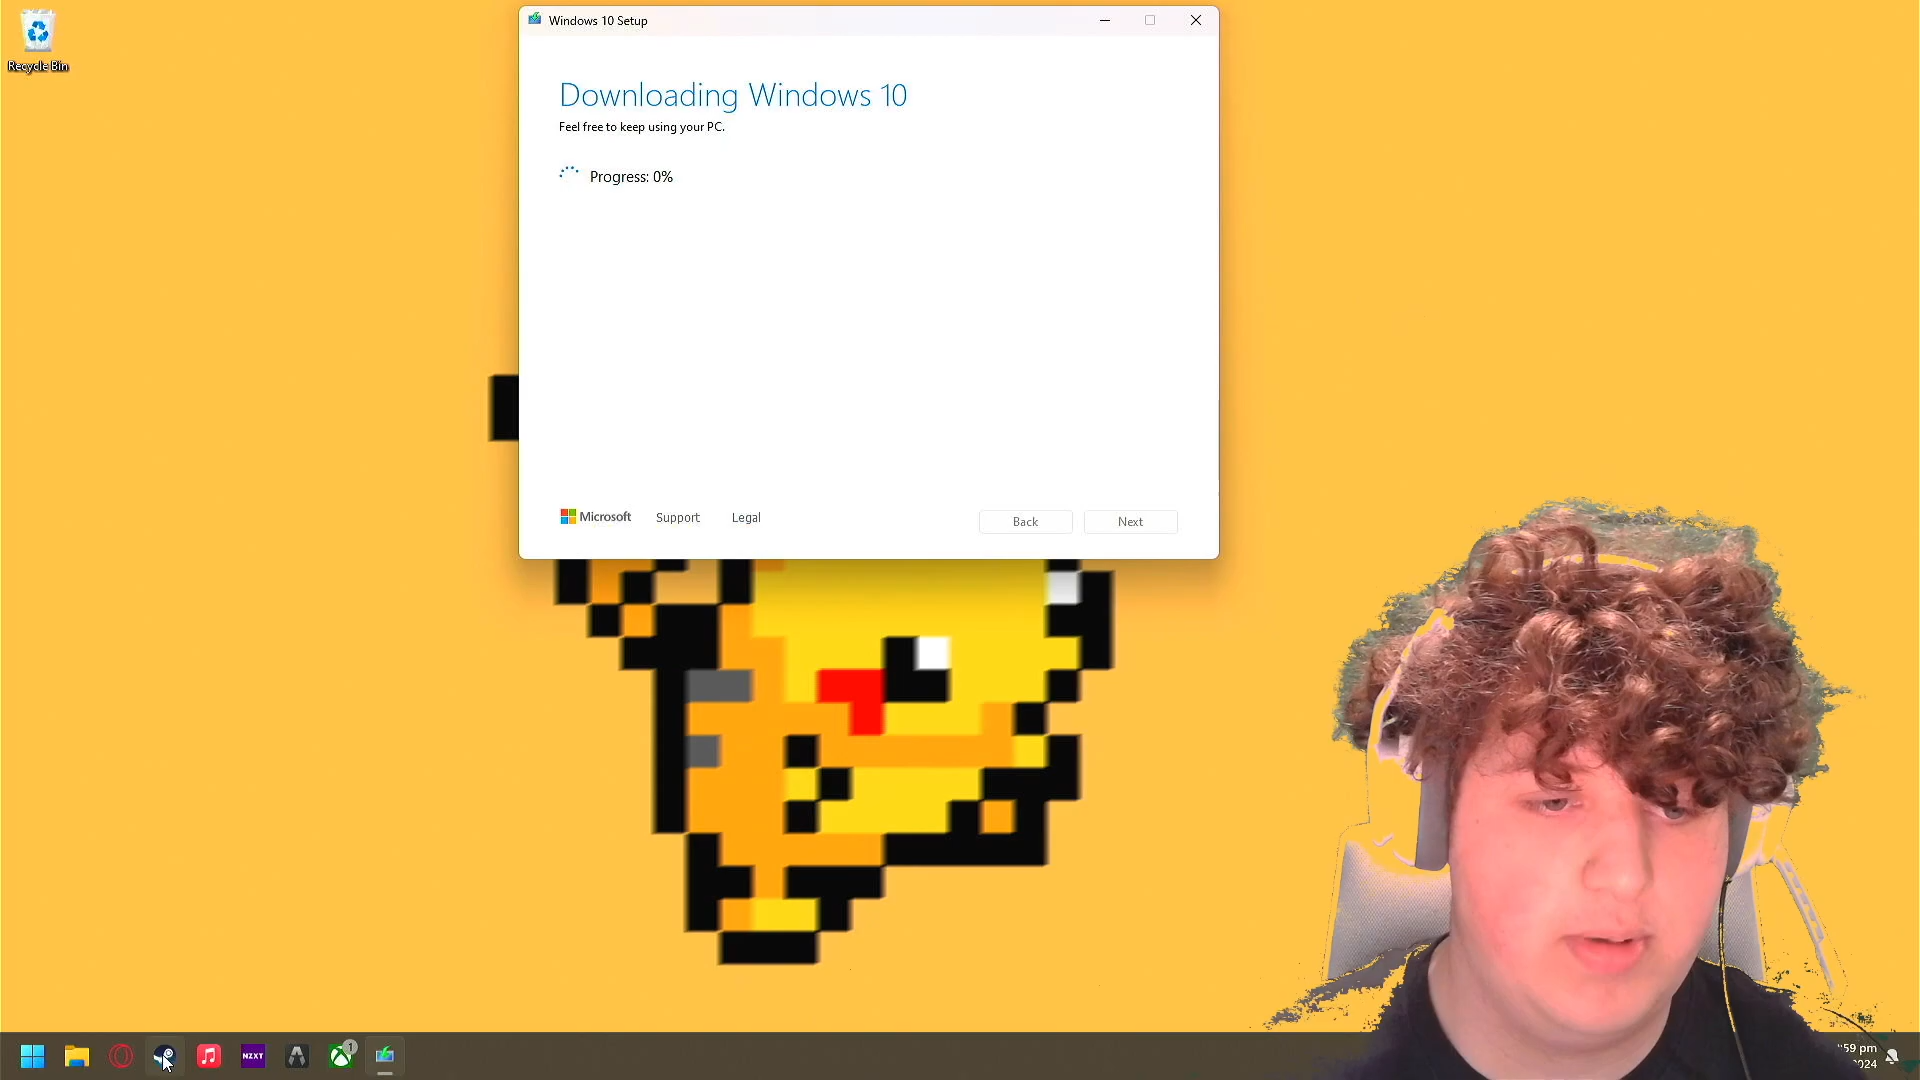 Windows 10 Setup
Recycle Bin
Downloading Windows 10
Feel free to keep using your PC.
Progress: 0%
Microsoft
Support
Legal
Back
Next
NZXT
1
:59 pm
2024